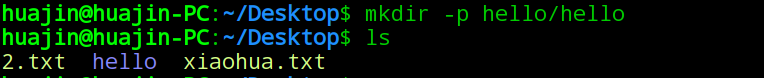 huajin@huajin-PC:~/Desktop$ mkdir -p hello/hello
huajin@huajin-PC:~/Desktop$ ls
2.txt  hello  xiaohua.txt